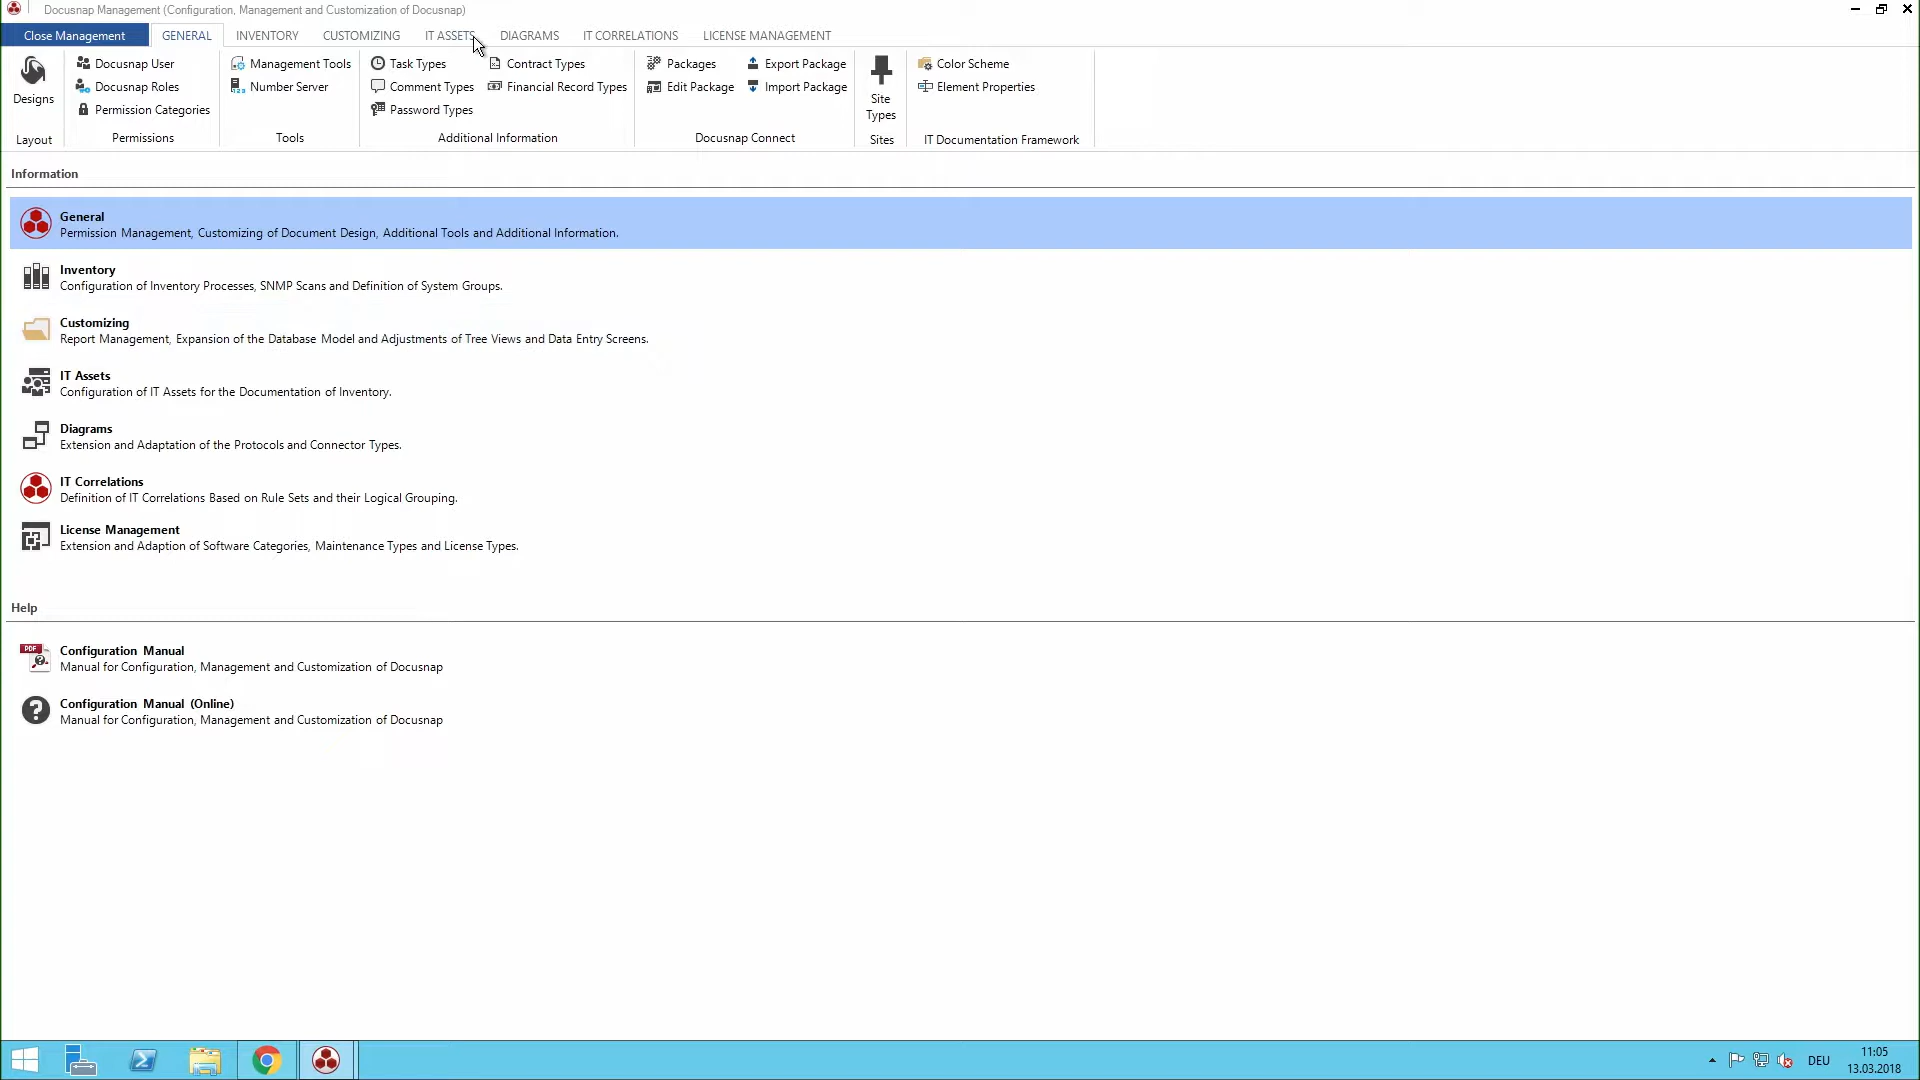 Docusnap Management (Configuration, Management and Customization of Docusnap)
Close Management GENERAL INVENTORY CUSTOMIZING IT ASSETS DIAGRAMS IT CORRELATIONS LICENSE MANAGEMENT
Designs
Layout
Docusnap User
Docusnap Roles
Permission Categories
Permissions
Management Tools
Number Server
Tools
Task Types
Comment Types
Password Types
Contract Types
Financial Record Types
Additional Information
Packages
Edit Package
Export Package
Import Package
Docusnap Connect
Site
Types
Sites
Color Scheme
Element Properties
IT Documentation Framework
Information
General
Permission Management, Customizing of Document Design, Additional Tools and Additional Information.
Inventory
Configuration of Inventory Processes, SNMP Scans and Definition of System Groups.
Customizing
Report Management, Expansion of the Database Model and Adjustments of Tree Views and Data Entry Screens.
IT Assets
Configuration of IT Assets for the Documentation of Inventory.
Diagrams
Extension and Adaptation of the Protocols and Connector Types.
IT Correlations
Definition of IT Correlations Based on Rule Sets and their Logical Grouping.
License Management
Extension and Adaption of Software Categories, Maintenance Types and License Types.
Help
PDF
Configuration Manual
Manual for Configuration, Management and Customization of Docusnap
Configuration Manual (Online)
Manual for Configuration, Management and Customization of Docusnap
DEU
11:05
13.03.2018